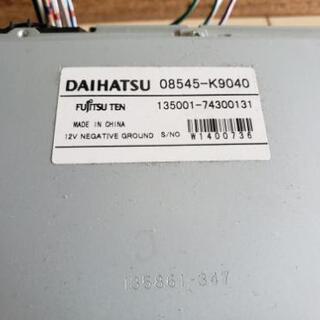 DAIHATSU 08545-K9040
FUJITSU TEN 135001-74300131
MADE IN CHINA
12V NEGATIVE GROUND S/NO W1400736
135861-347